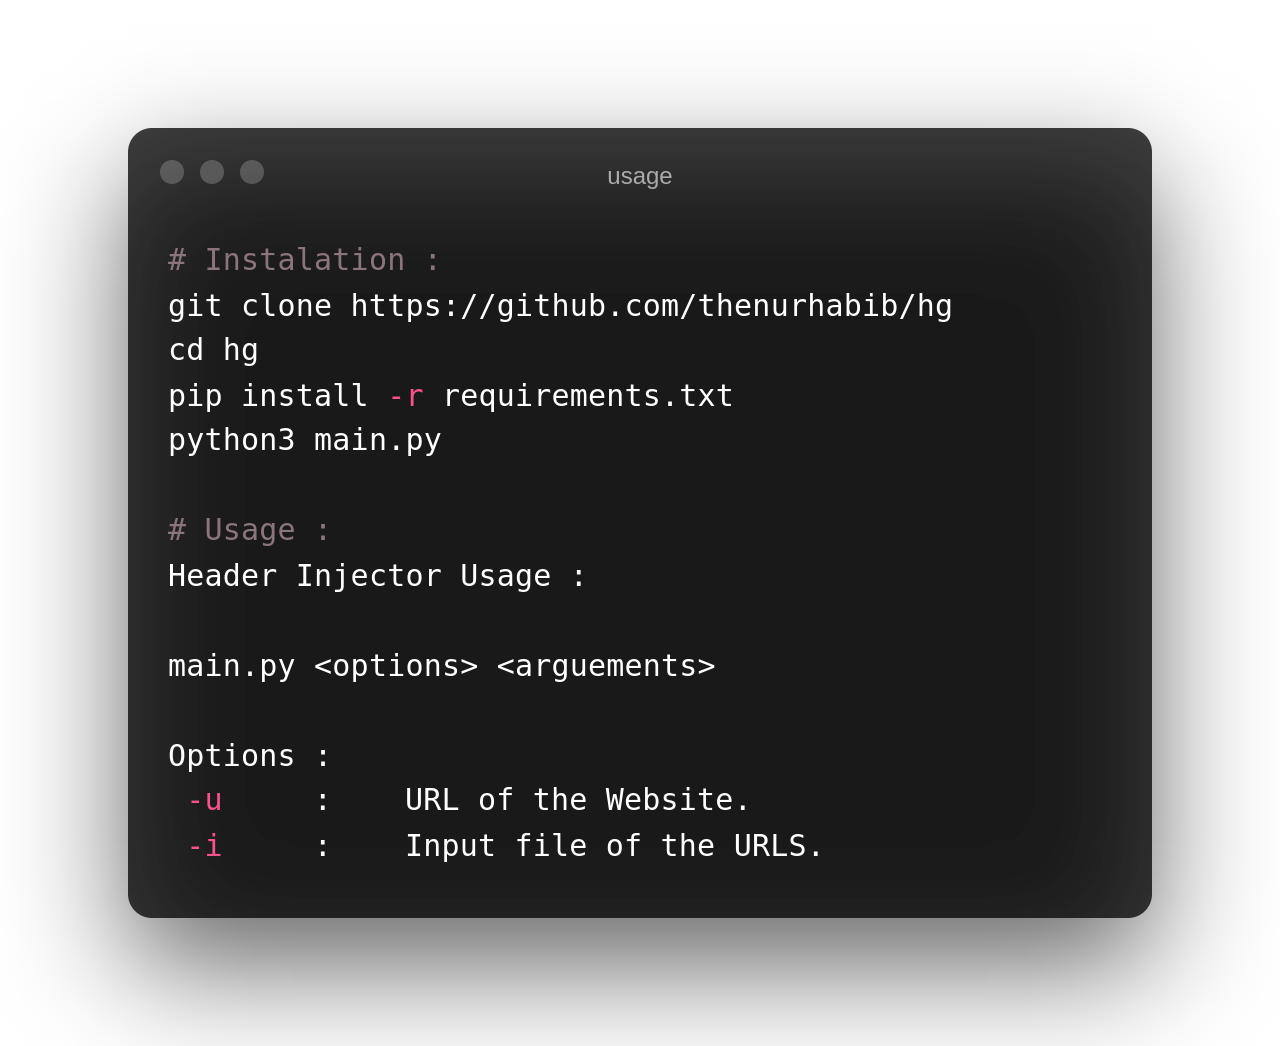 usage
# Instalation :
git clone https://github.com/thenurhabib/hg
cd hg
pip install -r requirements.txt
python3 main.py
# Usage :
Header Injector Usage :
main.py <options> <arguements>
Options :
-u : URL of the Website.
-i : Input file of the URLS.